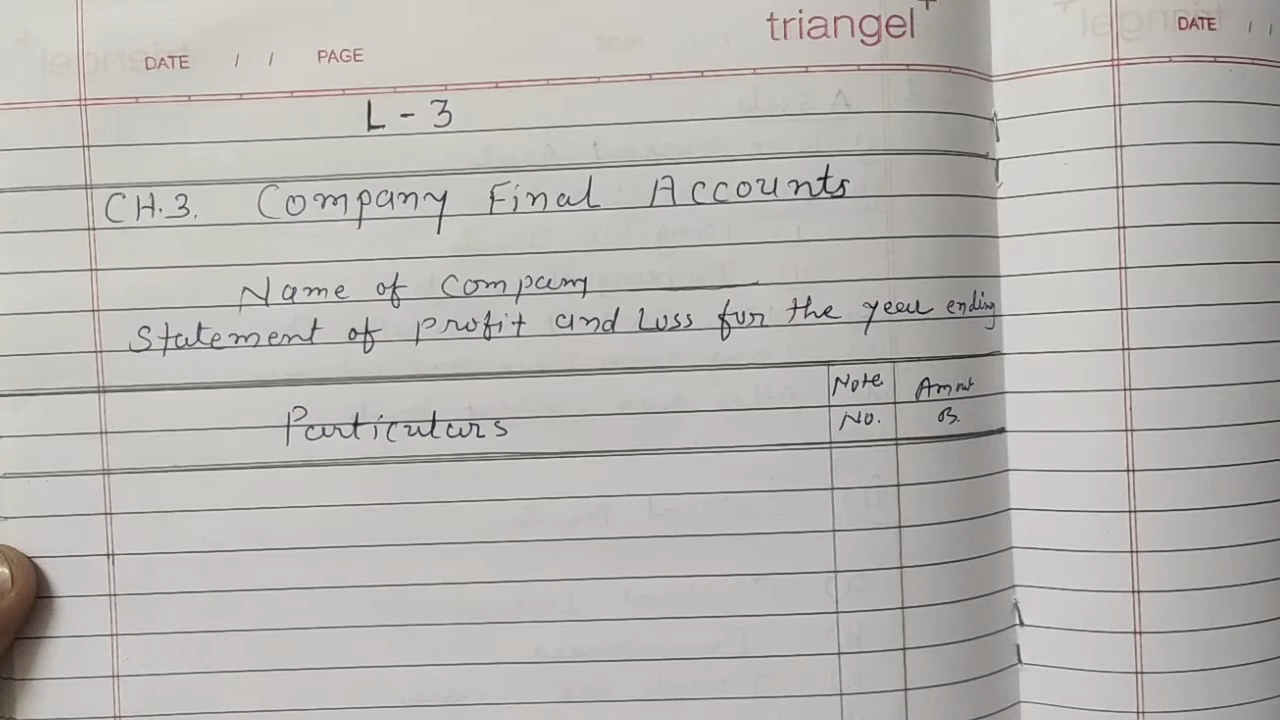 triangel
DATE / / PAGE
DATE / /
L - 3
CH.3. Company Final Accounts
Name of Company
Statement of Profit and Loss for the year ending
Particulars
Note No.
Amount